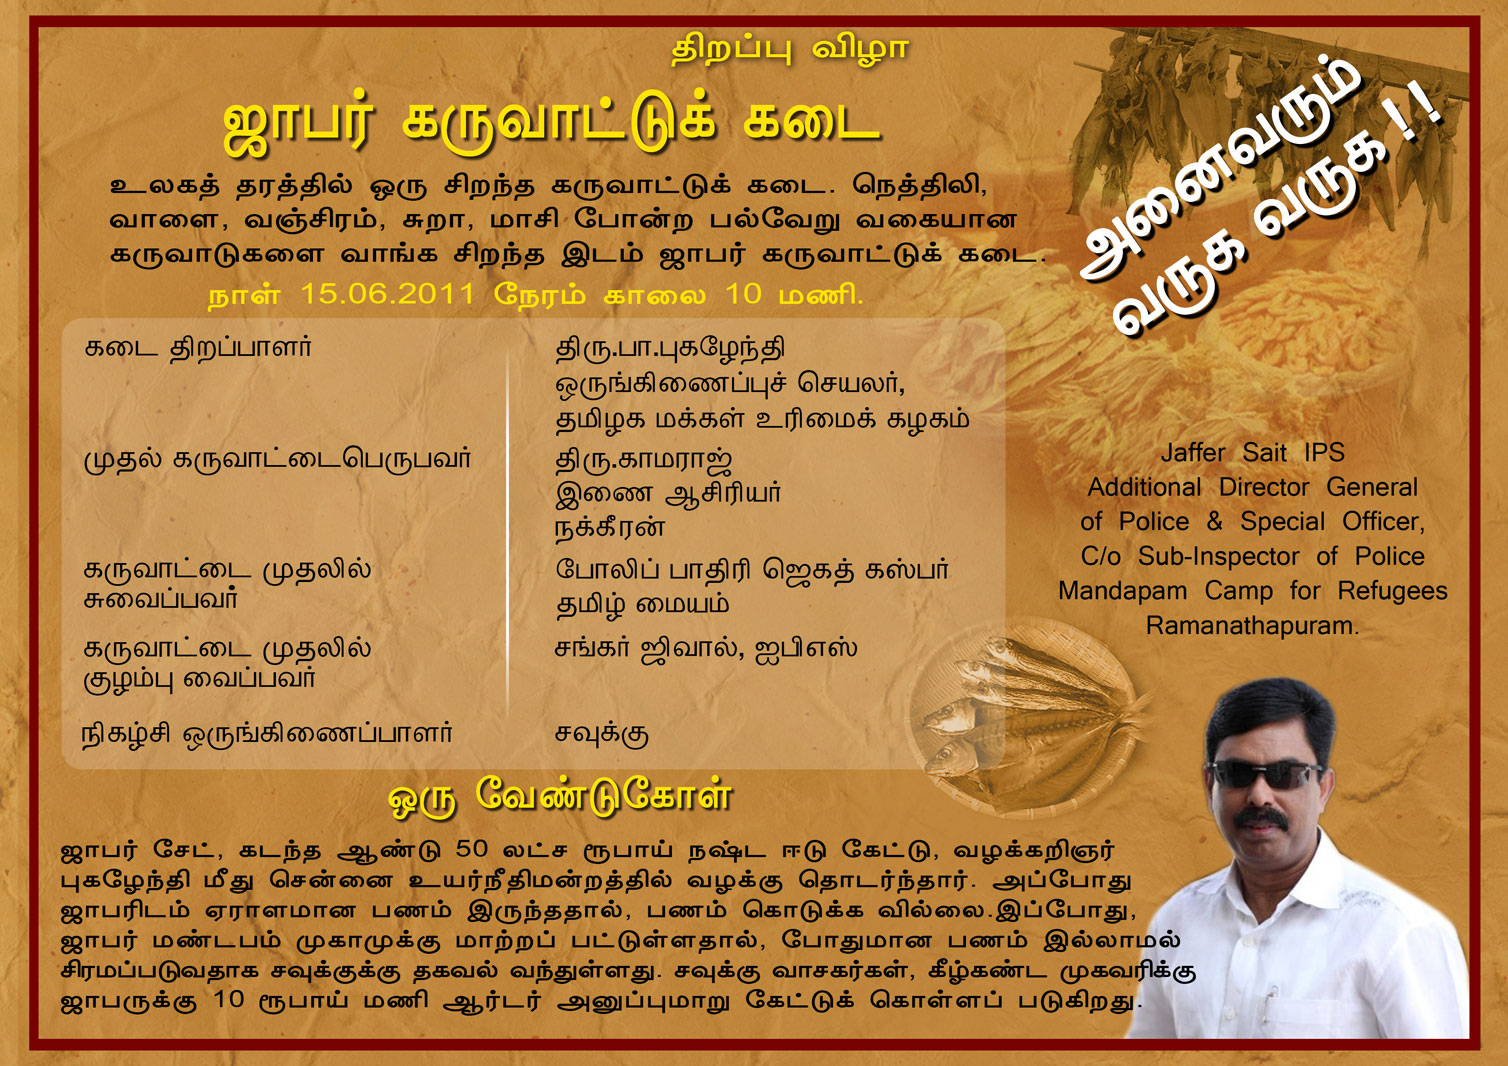 திறப்பு விழா
ஜாபர் கருவாட்டுக் கடை
உலகத் தரத்தில் ஒரு சிறந்த கருவாட்டுக் கடை. நெத்திலி,
வாளை, வஞ்சிரம், சுறா, மாசி போன்ற பல்வேறு வகையான
கருவாடுகளை வாங்க சிறந்த இடம் ஜாபர் கருவாட்டுக் கடை.
நாள் 15.06.2011 நேரம் காலை 10 மணி.
அனைவரும்
வருக வருக !!
கடை திறப்பாளர்
திரு.பா.புகழேந்தி
ஒருங்கிணைப்புச் செயலர்,
தமிழக மக்கள் உரிமைக் கழகம்
முதல் கருவாட்டைபெருபவர்
திரு.காமராஜ்
இணை ஆசிரியர்
நக்கீரன்
கருவாட்டை முதலில்
சுவைப்பவர்
போலிப் பாதிரி ஜெகத் கஸ்பர்
தமிழ் மையம்
கருவாட்டை முதலில்
குழம்பு வைப்பவர்
சங்கர் ஜிவால், ஐபிஎஸ்
நிகழ்சி ஒருங்கிணைப்பாளர்
சவுக்கு
Jaffer Sait IPS
Additional Director General
of Police & Special Officer,
C/o Sub-Inspector of Police
Mandapam Camp for Refugees
Ramanathapuram.
ஒரு வேண்டுகோள்
ஜாபர் சேட், கடந்த ஆண்டு 50 லட்ச ரூபாய் நஷ்ட ஈடு கேட்டு, வழக்கறிஞர்
புகழேந்தி மீது சென்னை உயர்நீதிமன்றத்தில் வழக்கு தொடர்ந்தார். அப்போது
ஜாபரிடம் ஏராளமான பணம் இருந்ததால், பணம் கொடுக்க வில்லை.இப்போது,
ஜாபர் மண்டபம் முகாமுக்கு மாற்றப் பட்டுள்ளதால், போதுமான பணம் இல்லாமல்
சிரமப்படுவதாக சவுக்குக்கு தகவல் வந்துள்ளது. சவுக்கு வாசகர்கள், கீழ்கண்ட முகவரிக்கு
ஜாபருக்கு 10 ரூபாய் மணி ஆர்டர் அனுப்புமாறு கேட்டுக் கொள்ளப் படுகிறது.